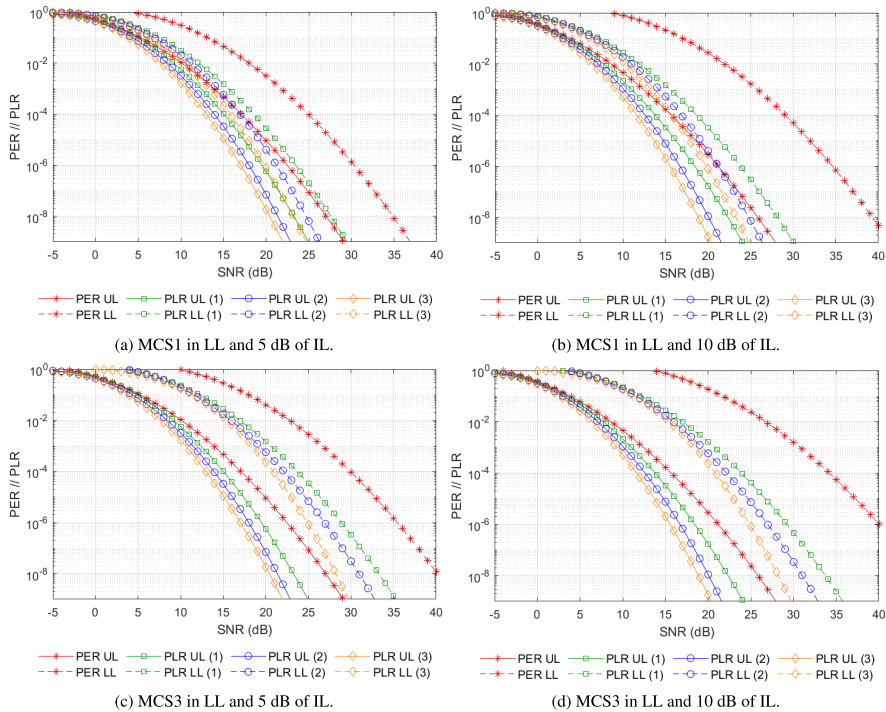 PER // PLR
10^0
10^-2
10^-4
10^-6
10^-8
-5 0 5 10 15 20 25 30 35 40
SNR (dB)
PER UL PLR UL (1) PLR UL (2) PLR UL (3)
PER LL PLR LL (1) PLR LL (2) PLR LL (3)
(a) MCS1 in LL and 5 dB of IL.
PER // PLR
10^0
10^-2
10^-4
10^-6
10^-8
-5 0 5 10 15 20 25 30 35 40
SNR (dB)
PER UL PLR UL (1) PLR UL (2) PLR UL (3)
PER LL PLR LL (1) PLR LL (2) PLR LL (3)
(b) MCS1 in LL and 10 dB of IL.
PER // PLR
10^0
10^-2
10^-4
10^-6
10^-8
-5 0 5 10 15 20 25 30 35 40
SNR (dB)
PER UL PLR UL (1) PLR UL (2) PLR UL (3)
PER LL PLR LL (1) PLR LL (2) PLR LL (3)
(c) MCS3 in LL and 5 dB of IL.
PER // PLR
10^0
10^-2
10^-4
10^-6
10^-8
-5 0 5 10 15 20 25 30 35 40
SNR (dB)
PER UL PLR UL (1) PLR UL (2) PLR UL (3)
PER LL PLR LL (1) PLR LL (2) PLR LL (3)
(d) MCS3 in LL and 10 dB of IL.